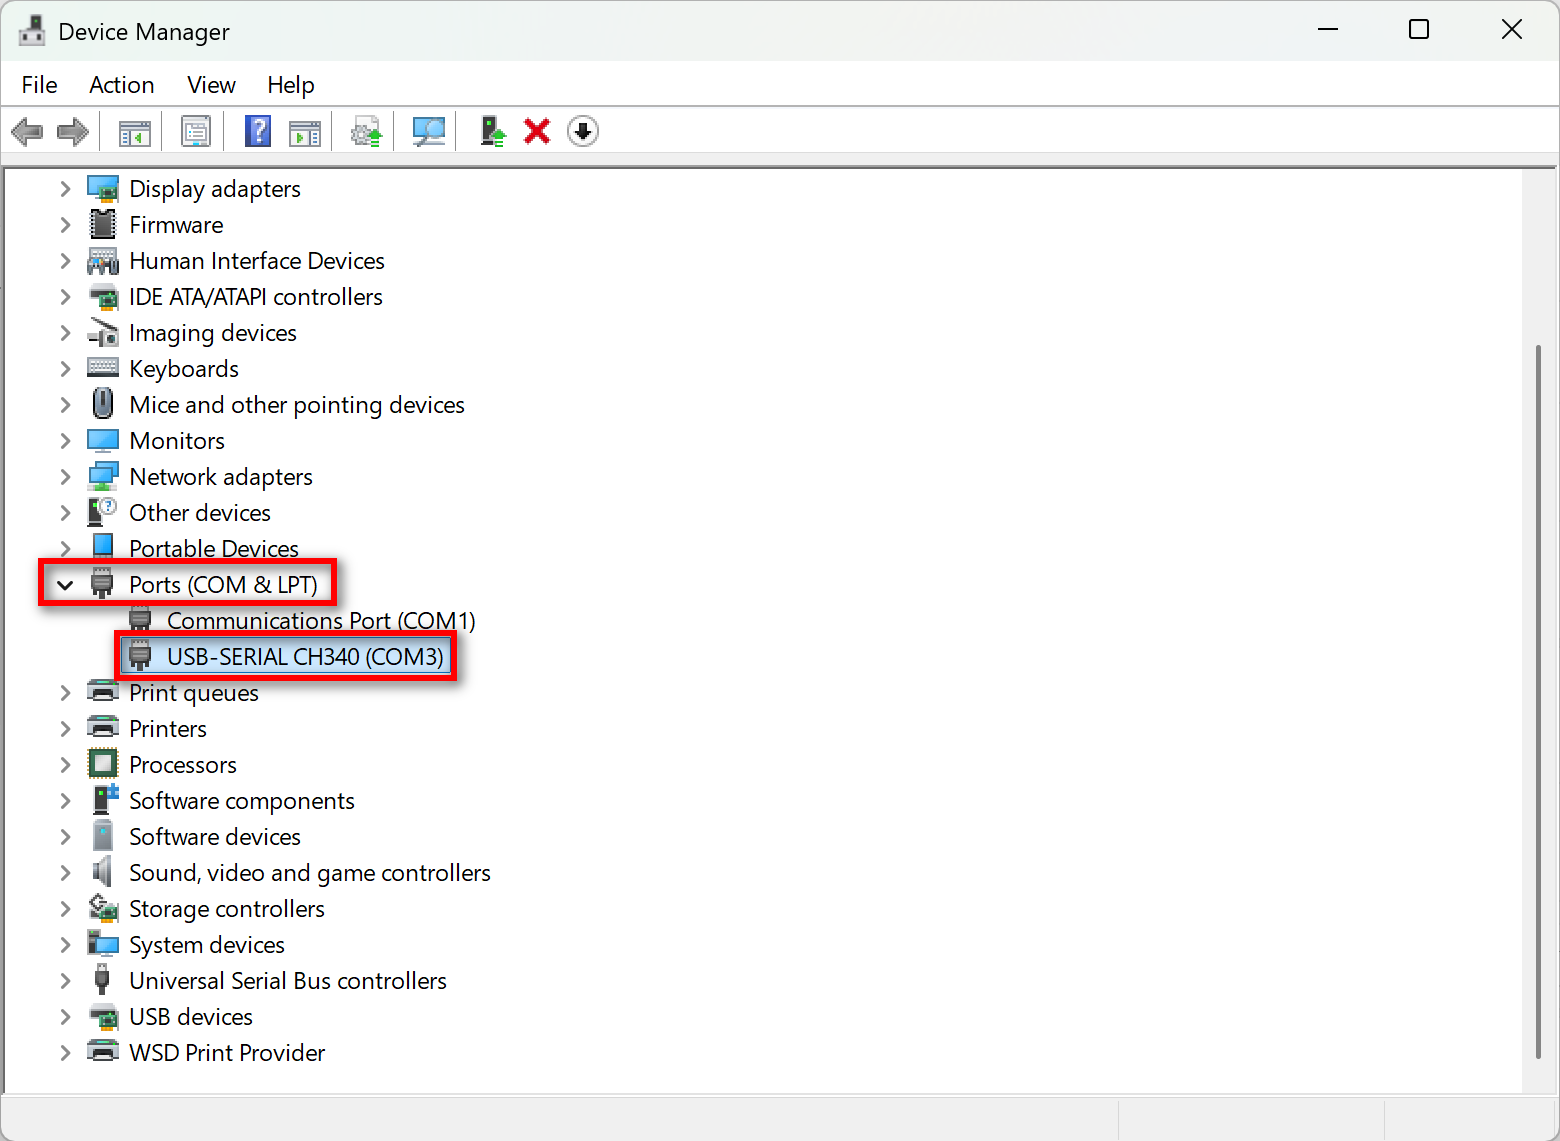 Device Manager
File Action View Help
Display adapters
Firmware
Human Interface Devices
IDE ATA/ATAPI controllers
Imaging devices
Keyboards
Mice and other pointing devices
Monitors
Network adapters
Other devices
Portable Devices
Ports (COM & LPT)
Communications Port (COM1)
USB-SERIAL CH340 (COM3)
Print queues
Printers
Processors
Software components
Software devices
Sound, video and game controllers
Storage controllers
System devices
Universal Serial Bus controllers
USB devices
WSD Print Provider